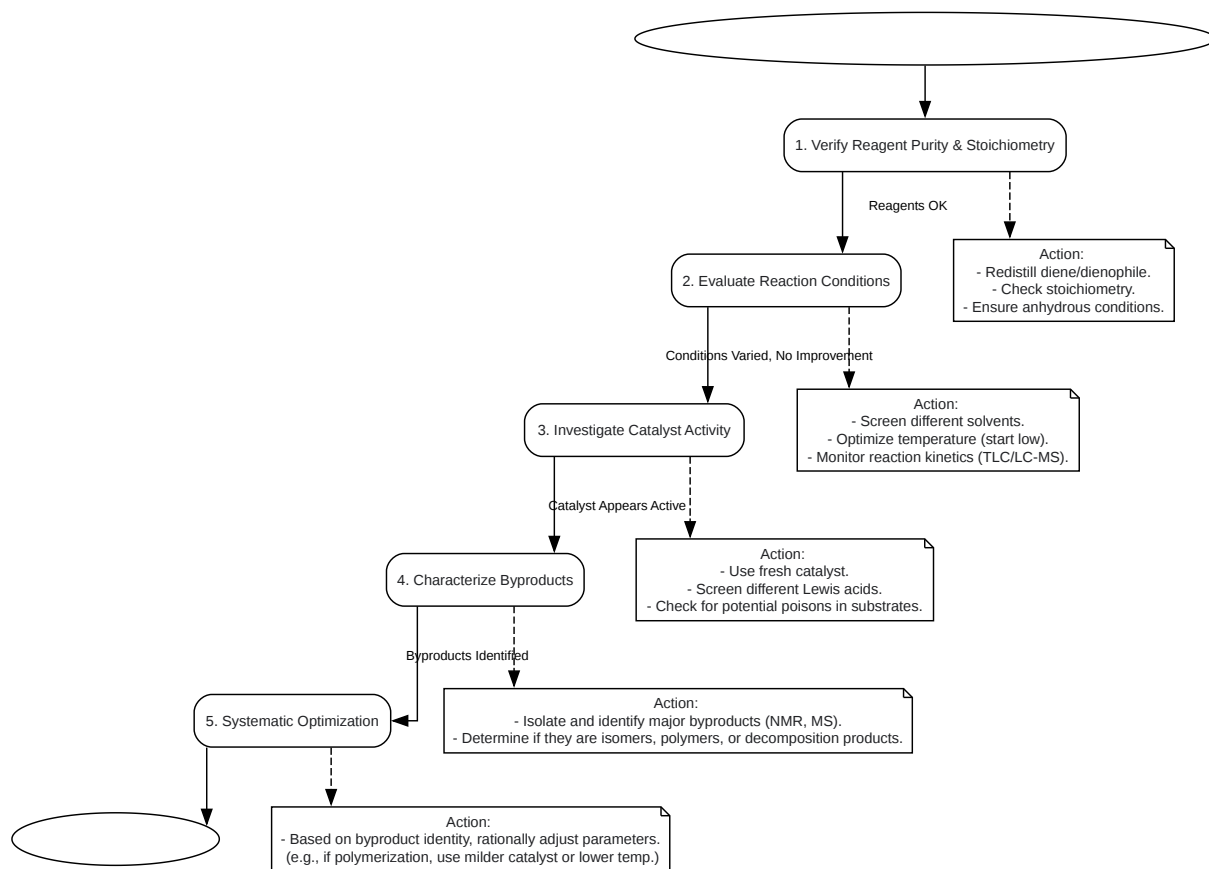 1. Verify Reagent Purity & Stoichiometry
Reagents OK
Action:
- Redistill diene/dienophile.
- Check stoichiometry.
- Ensure anhydrous conditions.
2. Evaluate Reaction Conditions
Conditions Varied, No Improvement
Action:
- Screen different solvents.
- Optimize temperature (start low).
- Monitor reaction kinetics (TLC/LC-MS).
3. Investigate Catalyst Activity
Catalyst Appears Active
Action:
- Use fresh catalyst.
- Screen different Lewis acids.
- Check for potential poisons in substrates.
4. Characterize Byproducts
Byproducts Identified
Action:
- Isolate and identify major byproducts (NMR, MS).
- Determine if they are isomers, polymers, or decomposition products.
5. Systematic Optimization
Action:
- Based on byproduct identity, rationally adjust parameters.
(e.g., if polymerization, use milder catalyst or lower temp.)